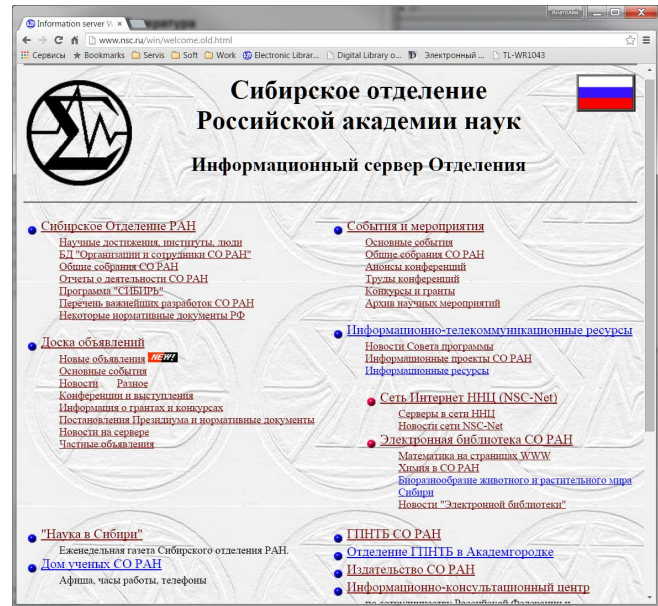 Анатолий
Information server W
www.nsc.ru/win/welcome.old.html
Сервисы Bookmarks Servis Soft Work Electronic Librar... Digital Library o... Электронный ... TL-WR1043
Сибирское отделение
Российской академии наук
Информационный сервер Отделения
Сибирское Отделение РАН
Научные достижения, институты, люди
БД "Организации и сотрудники СО РАН"
Общие собрания СО РАН
Отчеты о деятельности СО РАН
Программа "СИБИРЬ"
Перечень важнейших разработок СО РАН
Некоторые нормативные документы РФ
Доска объявлений
Новые объявления NEW!
Основные события
Новости Разное
Конференции и выступления
Информация о грантах и конкурсах
Постановления Президиума и нормативные документы
Новости на сервере
Частные объявления
События и мероприятия
Основные события
Общие собрания СО РАН
Анонсы конференций
Труды конференций
Конкурсы и гранты
Архив научных мероприятий
Информационно-телекоммуникационные ресурсы
Новости Совета программы
Информационные проекты СО РАН
Информационные ресурсы
Сеть Интернет ННЦ (NSC-Net)
Серверы в сети ННЦ
Новости сети NSC-Net
Электронная библиотека СО РАН
Математика на страницах WWW
Химия в СО РАН
Биоразнообразие животного и растительного мира
Сибири
Новости "Электронной библиотеки"
"Наука в Сибири"
Еженедельная газета Сибирского отделения РАН.
Дом ученых СО РАН
Афиша, часы работы, телефоны
ГПНТБ СО РАН
Отделение ГПНТБ в Академгородке
Издательство СО РАН
Информационно-консультационный центр
по сотрудничеству Российской Федерации и